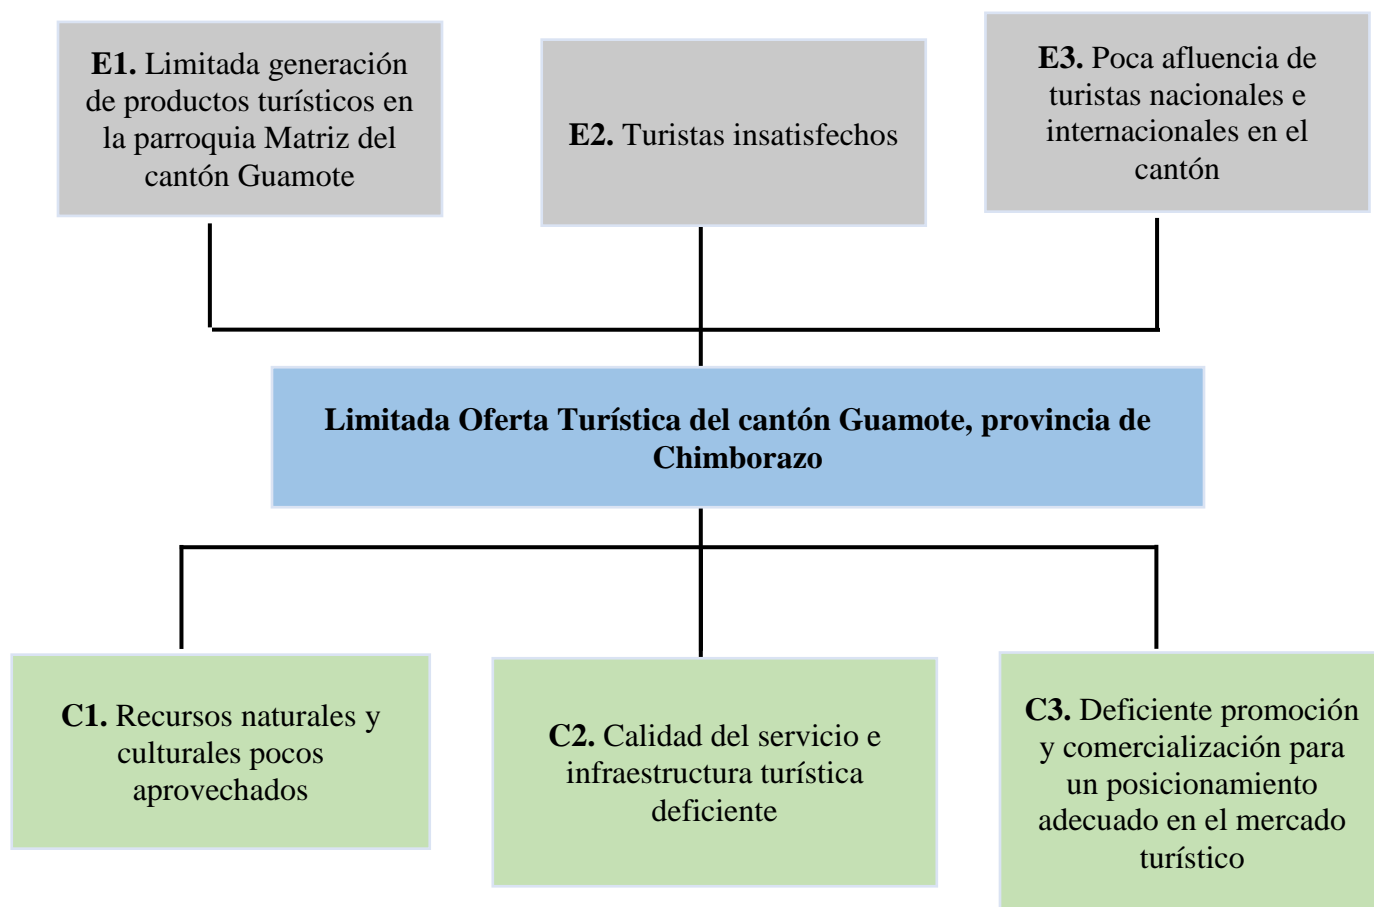 E1. Limitada generación
de productos turísticos en
la parroquia Matriz del
cantón Guamote
E2. Turistas insatisfechos
E3. Poca afluencia de
turistas nacionales e
internacionales en el
cantón
Limitada Oferta Turística del cantón Guamote, provincia de
Chimborazo
C1. Recursos naturales y
culturales pocos
aprovechados
C2. Calidad del servicio e
infraestructura turística
deficiente
C3. Deficiente promoción
y comercialización para
un posicionamiento
adecuado en el mercado
turístico